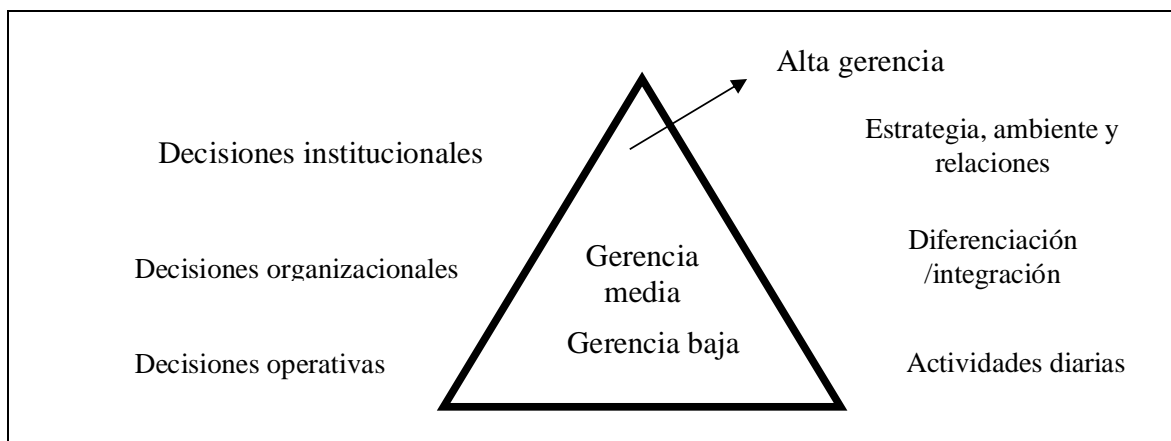 Alta gerencia
Decisiones institucionales
Estrategia, ambiente y
relaciones
Decisiones organizacionales
Gerencia
media
Diferenciación
/integración
Decisiones operativas
Gerencia baja
Actividades diarias